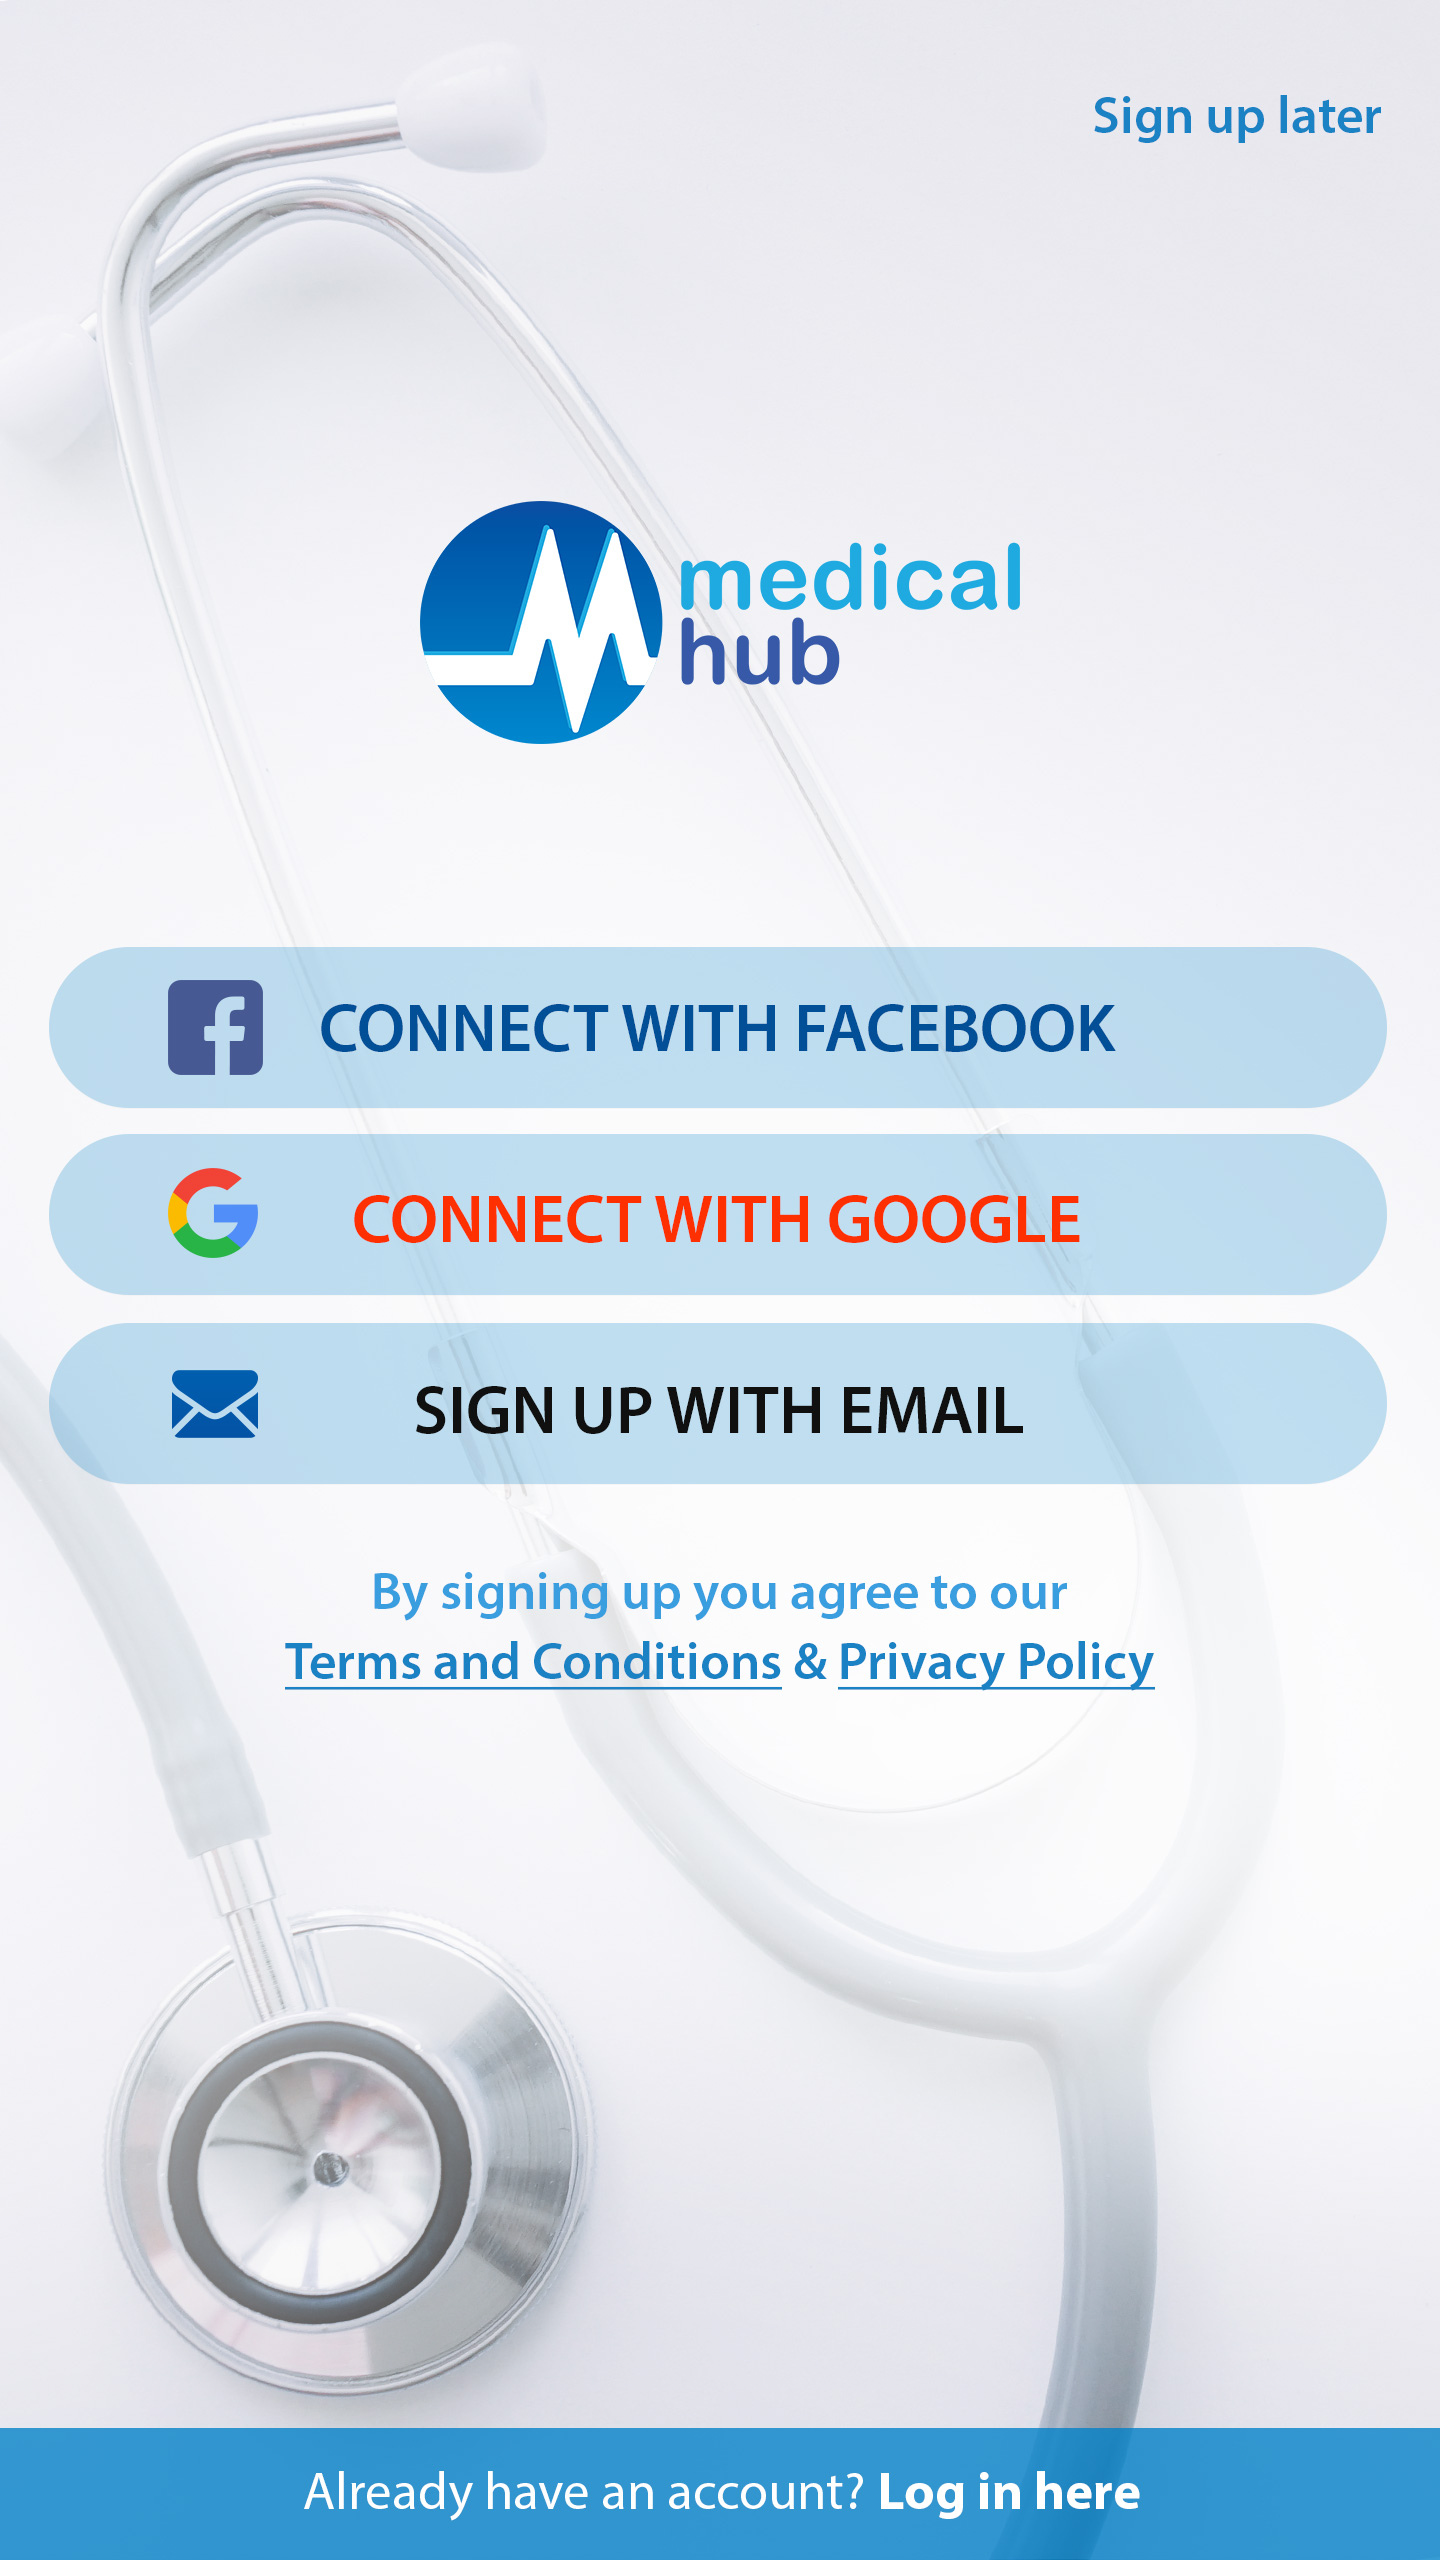 Sign up later
medical
hub
CONNECT WITH FACEBOOK
CONNECT WITH GOOGLE
SIGN UP WITH EMAIL
By signing up you agree to our
Terms and Conditions & Privacy Policy
Already have an account? Log in here